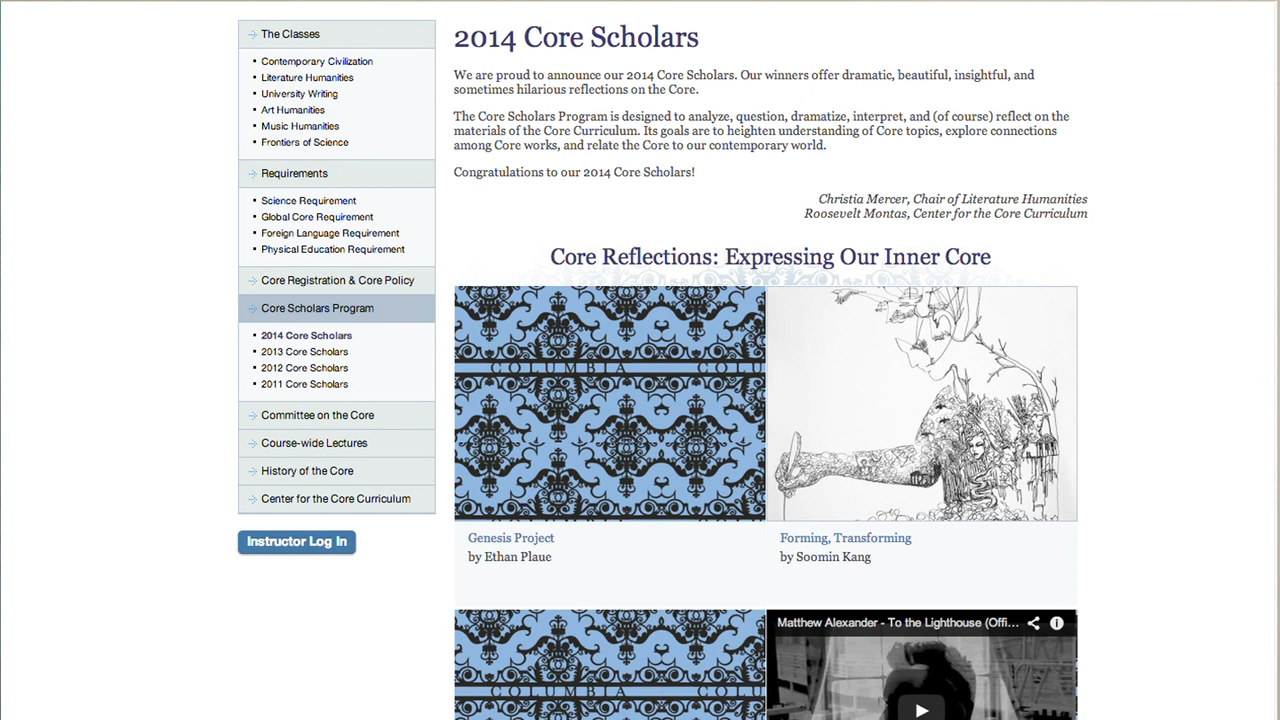 The Classes
Contemporary Civilization
Literature Humanities
University Writing
Art Humanities
Music Humanities
Frontiers of Science
Requirements
Science Requirement
Global Core Requirement
Foreign Language Requirement
Physical Education Requirement
Core Registration & Core Policy
Core Scholars Program
2014 Core Scholars
2013 Core Scholars
2012 Core Scholars
2011 Core Scholars
Committee on the Core
Course-wide Lectures
History of the Core
Center for the Core Curriculum
Instructor Log In
2014 Core Scholars
We are proud to announce our 2014 Core Scholars. Our winners offer dramatic, beautiful, insightful, and
sometimes hilarious reflections on the Core.
The Core Scholars Program is designed to analyze, question, dramatize, interpret, and (of course) reflect on the
materials of the Core Curriculum. Its goals are to heighten understanding of Core topics, explore connections
among Core works, and relate the Core to our contemporary world.
Congratulations to our 2014 Core Scholars!
Christia Mercer, Chair of Literature Humanities
Roosevelt Montas, Center for the Core Curriculum
Core Reflections: Expressing Our Inner Core
COLUMBIA COLU
Genesis Project
by Ethan Plaue
Forming, Transforming
by Soomin Kang
COLUMBIA COLU
Matthew Alexander - To the Lighthouse (Offi...